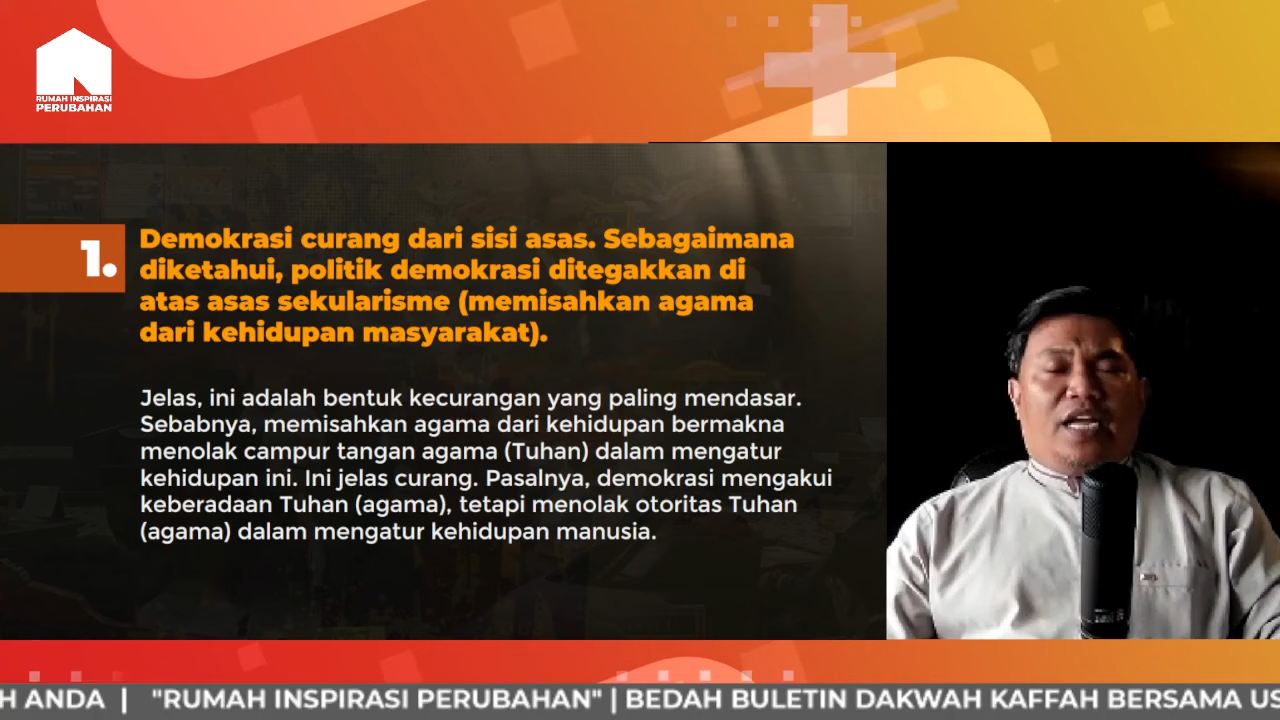 RUMAH INSPIRASI
PERUBAHAN
1.
Demokrasi curang dari sisi asas. Sebagaimana
diketahui, politik demokrasi ditegakkan di
atas asas sekularisme (memisahkan agama
dari kehidupan masyarakat).
Jelas, ini adalah bentuk kecurangan yang paling mendasar.
Sebabnya, memisahkan agama dari kehidupan bermakna
menolak campur tangan agama (Tuhan) dalam mengatur
kehidupan ini. Ini jelas curang. Pasalnya, demokrasi mengakui
keberadaan Tuhan (agama), tetapi menolak otoritas Tuhan
(agama) dalam mengatur kehidupan manusia.
H ANDA | "RUMAH INSPIRASI PERUBAHAN" | BEDAH BULETIN DAKWAH KAFFAH BERSAMA US